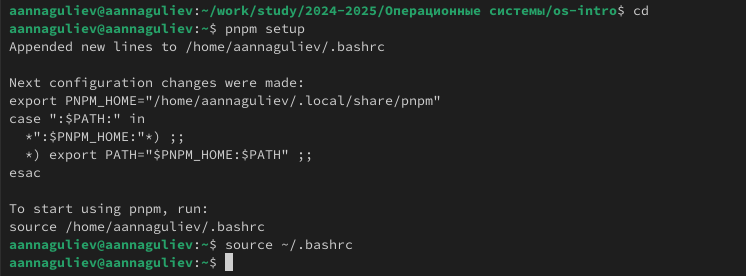 aannaguliev@aannaguliev:~/work/study/2024-2025/Операционные системы/os-intro$ cd
aannaguliev@aannaguliev:~$ pnpm setup
Appended new lines to /home/aannaguliev/.bashrc

Next configuration changes were made:
export PNPM_HOME="/home/aannaguliev/.local/share/pnpm"
case ":$PATH:" in
  *":$PNPM_HOME:"*) ;;
  *) export PATH="$PNPM_HOME:$PATH" ;;
esac

To start using pnpm, run:
source /home/aannaguliev/.bashrc
aannaguliev@aannaguliev:~$ source ~/.bashrc
aannaguliev@aannaguliev:~$